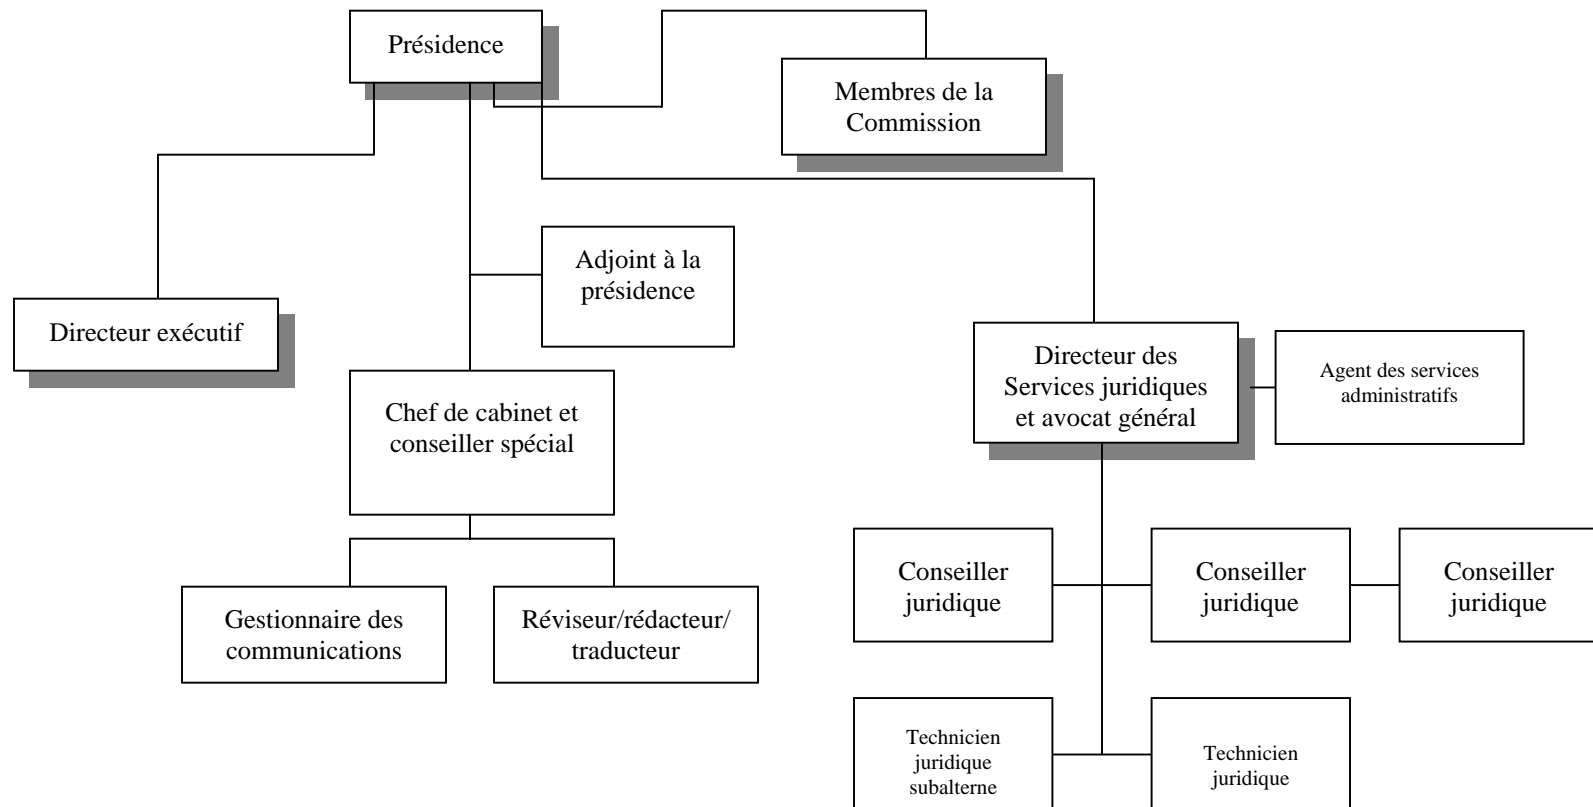 Présidence
Membres de la
Commission
Adjoint à la
présidence
Directeur exécutif
Directeur des
Services juridiques
et avocat général
Agent des services
administratifs
Chef de cabinet et
conseiller spécial
Conseiller
juridique
Conseiller
juridique
Conseiller
juridique
Gestionnaire des
communications
Réviseur/rédacteur/
traducteur
Technicien
juridique
subalterne
Technicien
juridique